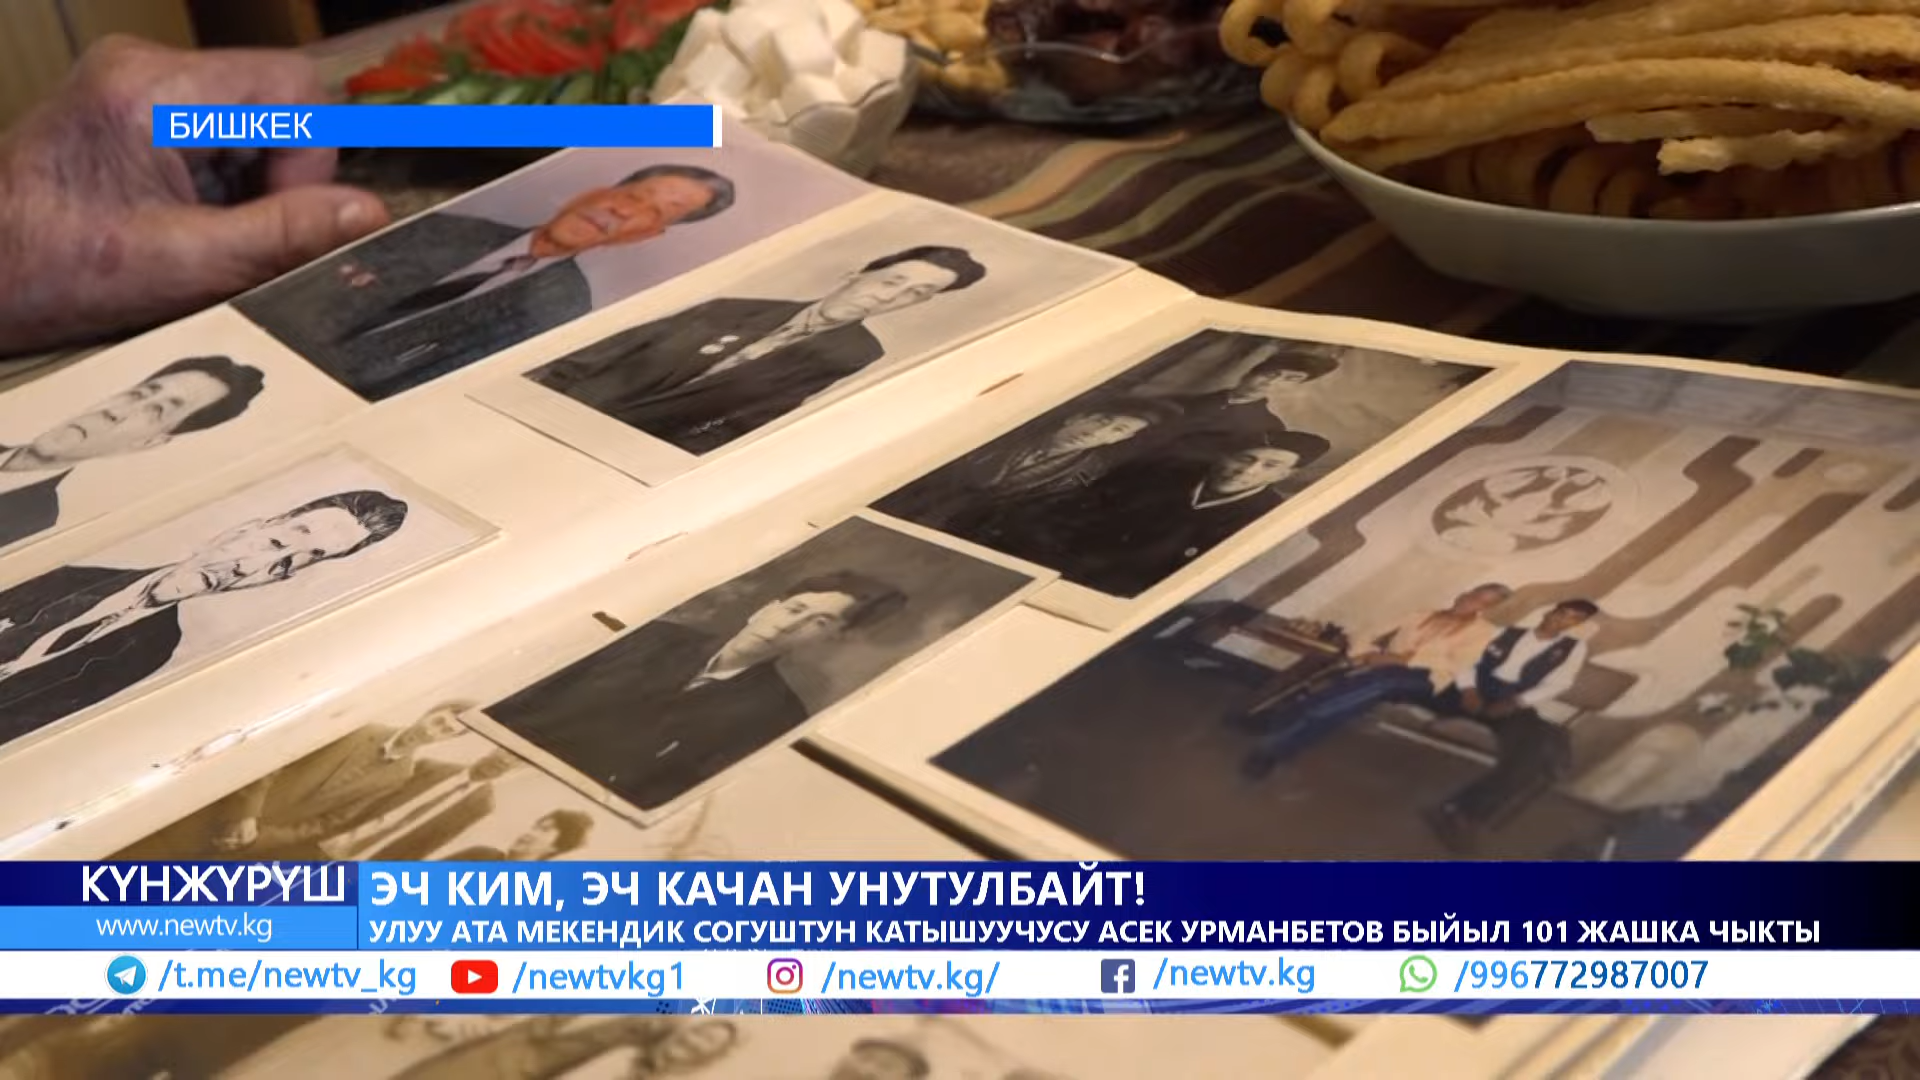 БИШКЕК
КҮНЖҮРҮШ
www.newtv.kg
ЭЧ КИМ, ЭЧ КАЧАН УНУТУЛБАЙТ!
УЛУУ АТА МЕКЕНДИК СОГУШТУН КАТЫШУУЧУСУ АСЕК УРМАНБЕТОВ БЫЙЫЛ 101 ЖАШКА ЧЫКТЫ
/t.me/newtv_kg /newtvkg1 /newtv.kg/ /newtv.kg /996772987007